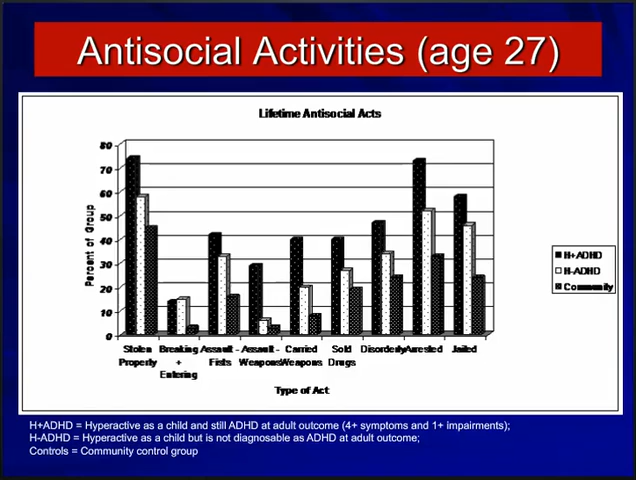 Antisocial Activities (age 27)
Lifetime Antisocial Acts
80
70
60
50
40
30
20
10
0
Percent of Group
Stolen Property
Breaking + Entering
Assault - Fists
Assault - Weapons
Carried Weapons
Sold Drugs
Disorderly
Arrested
Jailed
Type of Act
H+ADHD
H-ADHD
Community
H+ADHD = Hyperactive as a child and still ADHD at adult outcome (4+ symptoms and 1+ impairments);
H-ADHD = Hyperactive as a child but is not diagnosable as ADHD at adult outcome;
Controls = Community control group